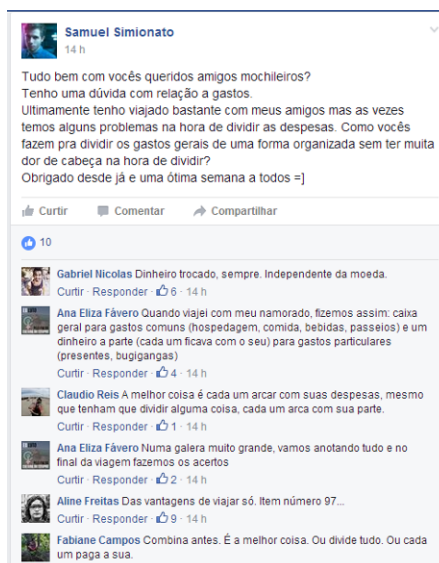 Samuel Simionato
14 h
Tudo bem com vocês queridos amigos mochileiros?
Tenho uma dúvida com relação a gastos.
Ultimamente tenho viajado bastante com meus amigos mas as vezes
temos alguns problemas na hora de dividir as despesas. Como vocês
fazem pra dividir os gastos gerais de uma forma organizada sem ter muita
dor de cabeça na hora de dividir?
Obrigado desde já e uma ótima semana a todos =]
Curtir Comentar Compartilhar
10
Gabriel Nicolas Dinheiro trocado, sempre. Independente da moeda.
Curtir · Responder · 6 · 14 h
Ana Eliza Fávero Quando viajei com meu namorado, fizemos assim: caixa
geral para gastos comuns (hospedagem, comida, bebidas, passeios) e um
dinheiro a parte (cada um ficava com o seu) para gastos particulares
(presentes, bugigangas)
Curtir · Responder · 4 · 14 h
Claudio Reis A melhor coisa é cada um arcar com suas despesas, mesmo
que tenham que dividir alguma coisa, cada um arca com sua parte.
Curtir · Responder · 1 · 14 h
Ana Eliza Fávero Numa galera muito grande, vamos anotando tudo e no
final da viagem fazemos os acertos
Curtir · Responder · 2 · 14 h
Aline Freitas Das vantagens de viajar só. Item número 97...
Curtir · Responder · 9 · 14 h
Fabiane Campos Combina antes. É a melhor coisa. Ou divide tudo. Ou cada
um paga a sua.